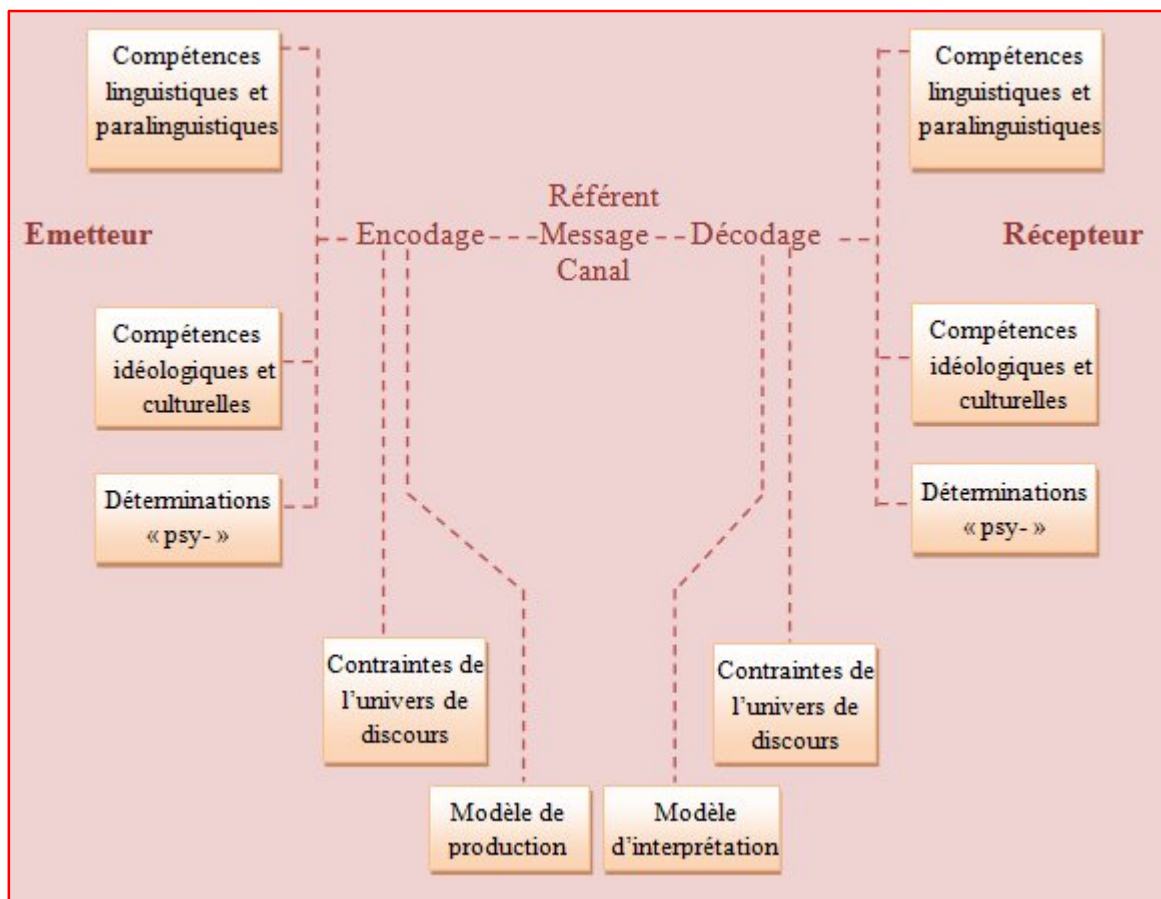 Compétences
linguistiques et
paralinguistiques
Compétences
linguistiques et
paralinguistiques
Référent
Emetteur
Encodage
Message
Décodage
Récepteur
Canal
Compétences
idéologiques et
culturelles
Compétences
idéologiques et
culturelles
Déterminations
« psy- »
Déterminations
« psy- »
Contraintes de
l'univers de
discours
Contraintes de
l'univers de
discours
Modèle de
production
Modèle
d'interprétation